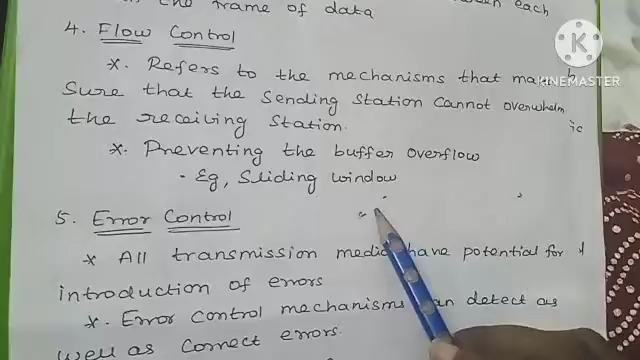 the frame of data
each
4. Flow Control
* Refers to the mechanisms that make
Sure that the Sending Station cannot overwhelm
the receiving Station.
ic
* Preventing the buffer overflow
- Eg, Sliding window
5. Error Control
* All transmission media have potential for
introduction of errors
* Error control mechanisms can detect as
well as correct errors.
K
KINEMASTER